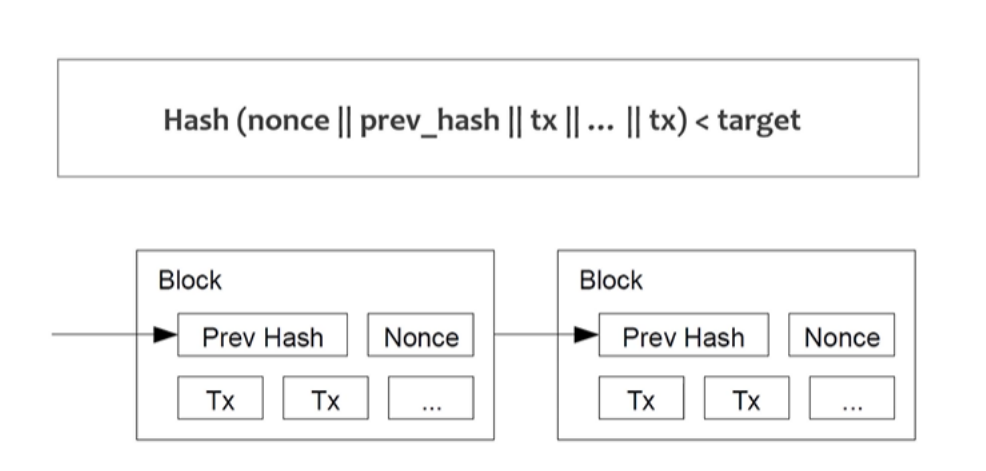 Hash (nonce || prev_hash || tx || ... || tx) < target
Block
Prev Hash
Nonce
Tx
Tx
...
Block
Prev Hash
Nonce
Tx
Tx
...